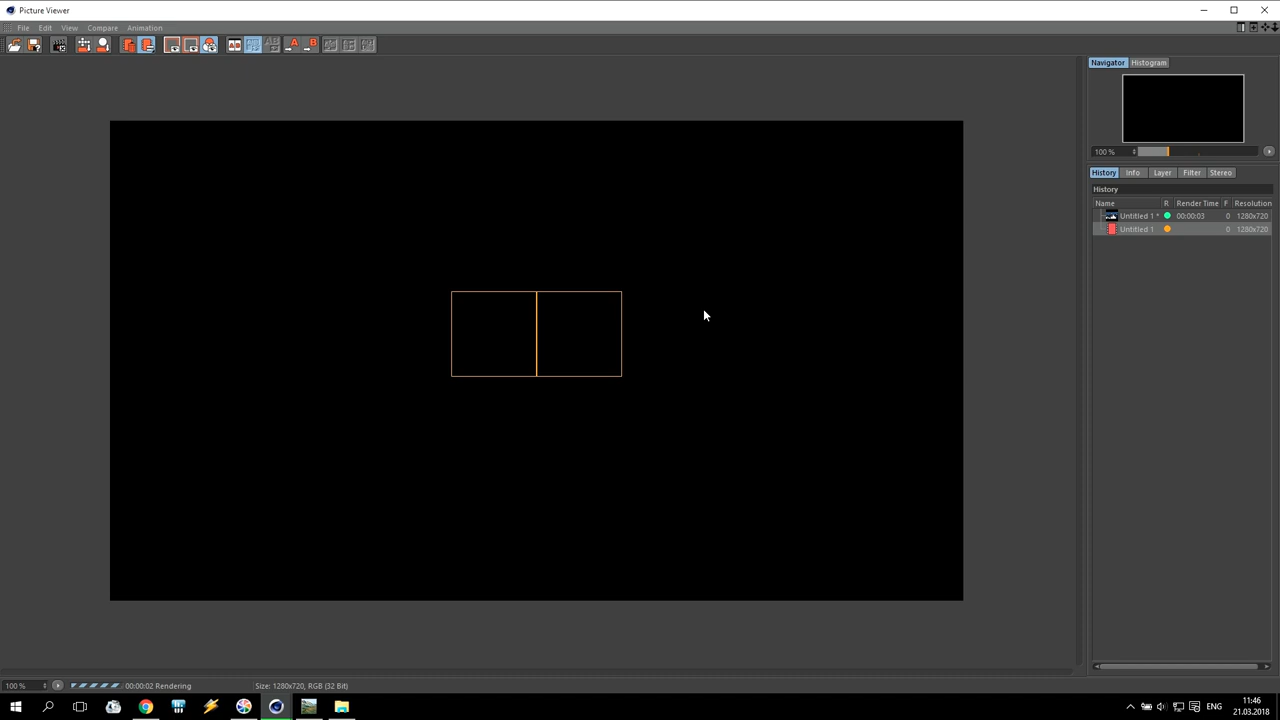 Picture Viewer
File Edit View Compare Animation
Navigator Histogram
100 %
History Info Layer Filter Stereo
History
Name R Render Time F Resolution
Untitled 1 * 00:00:03 0 1280x720
Untitled 1 0 1280x720
100 % 00:00:02 Rendering Size: 1280x720, RGB (32 Bit)
ENG
11:46
21.03.2018